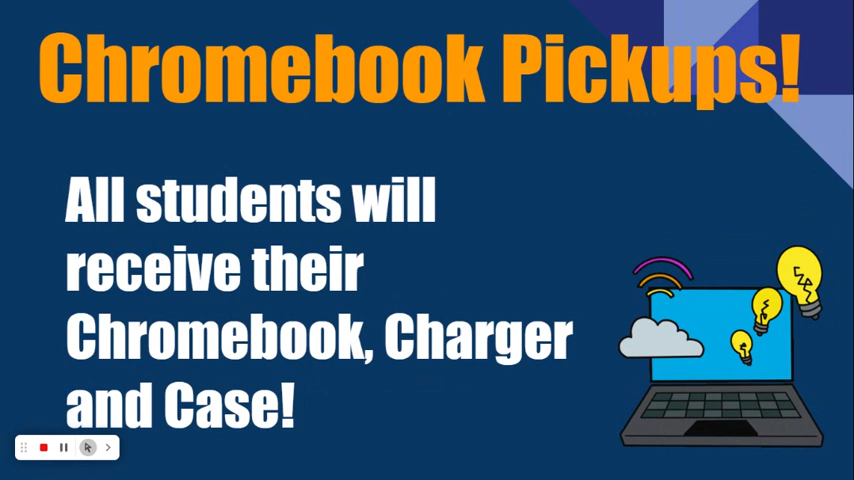 Chromebook Pickups!
All students will
receive their
Chromebook, Charger
and Case!